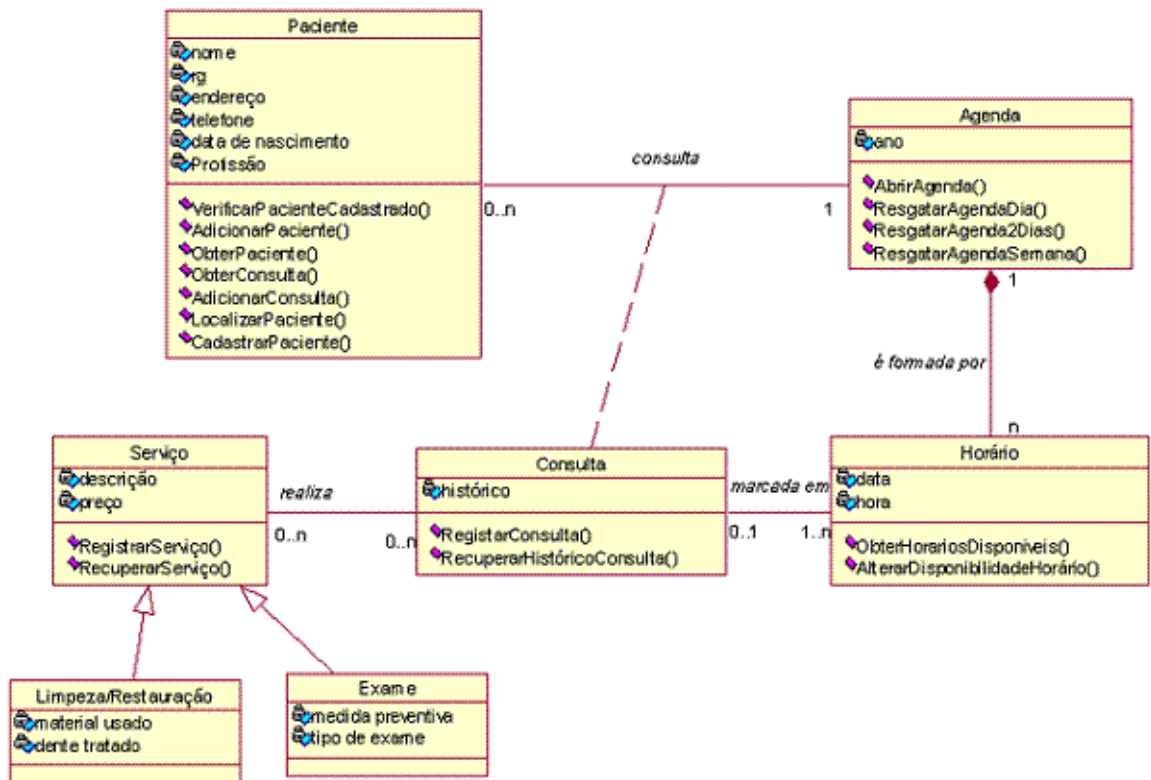 Paciente
nome
rg
endereço
telefone
data de nascimento
Profissão
VerificarPacienteCadastrado()
AdicionarPaciente()
ObterPaciente()
ObterConsulta()
AdicionarConsulta()
LocalizarPaciente()
CadastrarPaciente()
consulta
0..n
1
Agenda
ano
AbrirAgenda()
ResgatarAgendaDia()
ResgatarAgenda2Dias()
ResgatarAgendaSemana()
1
é formada por
n
Serviço
descrição
preço
RegistrarServiço()
RecuperarServiço()
realiza
0..n
0..n
Consulta
histórico
RegistarConsulta()
RecuperarHistóricoConsulta()
marcada em
0..1
1..n
Horário
data
hora
ObterHorariosDisponiveis()
AlterarDisponibilidadeHorário()
Limpeza/Restauração
material usado
dente tratado
Exame
medida preventiva
tipo de exame